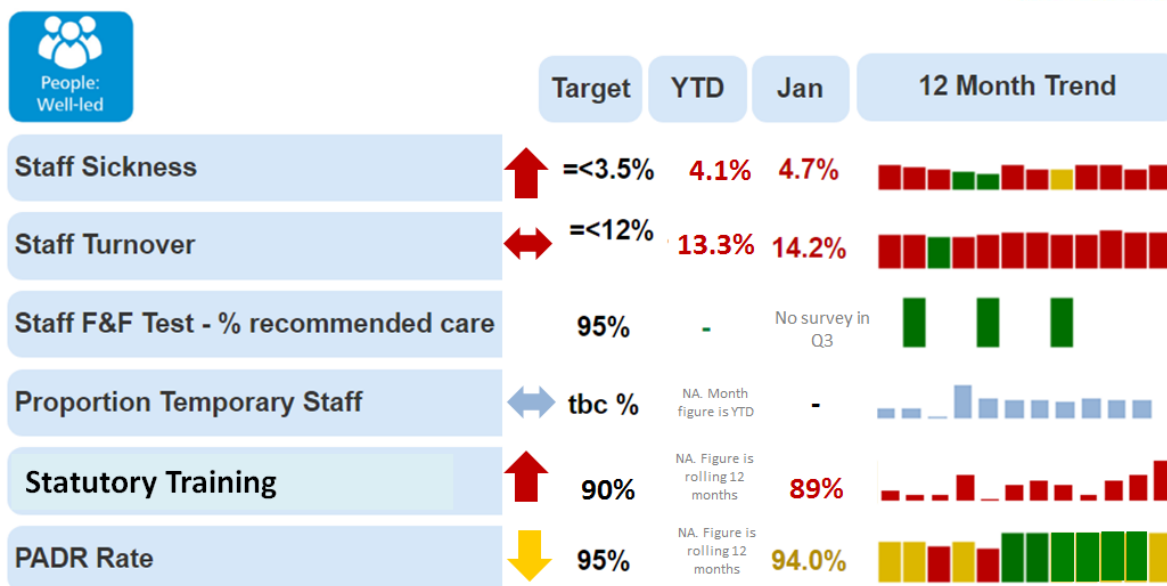 People:
Well-led
Target YTD Jan 12 Month Trend
Staff Sickness =<3.5% 4.1% 4.7%
Staff Turnover =<12% 13.3% 14.2%
Staff F&F Test - % recommended care 95% - No survey in
Q3
Proportion Temporary Staff tbc % NA. Month
figure is YTD -
Statutory Training 90% NA. Figure is
rolling 12
months 89%
PADR Rate 95% NA. Figure is
rolling 12
months 94.0%